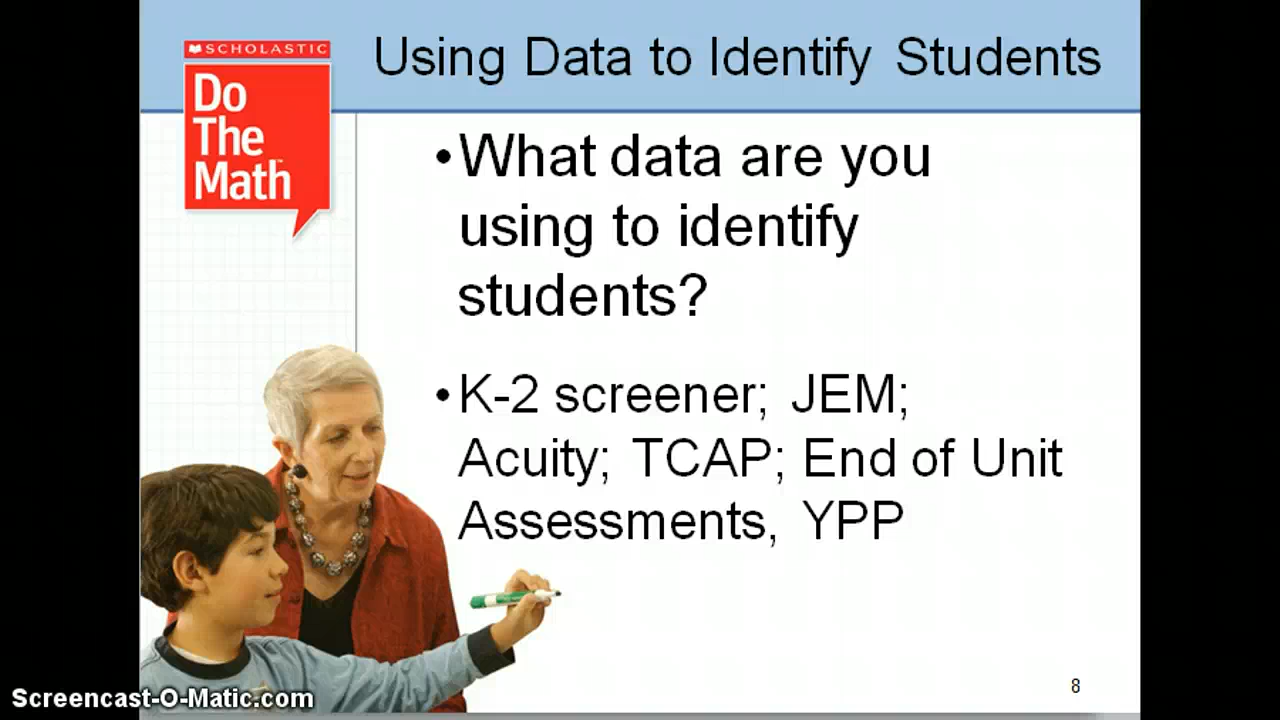 SCHOLASTIC
Do
The
Math™
Using Data to Identify Students
•What data are you
using to identify
students?
•K-2 screener; JEM;
Acuity; TCAP; End of Unit
Assessments, YPP
8
Screencast-O-Matic.com